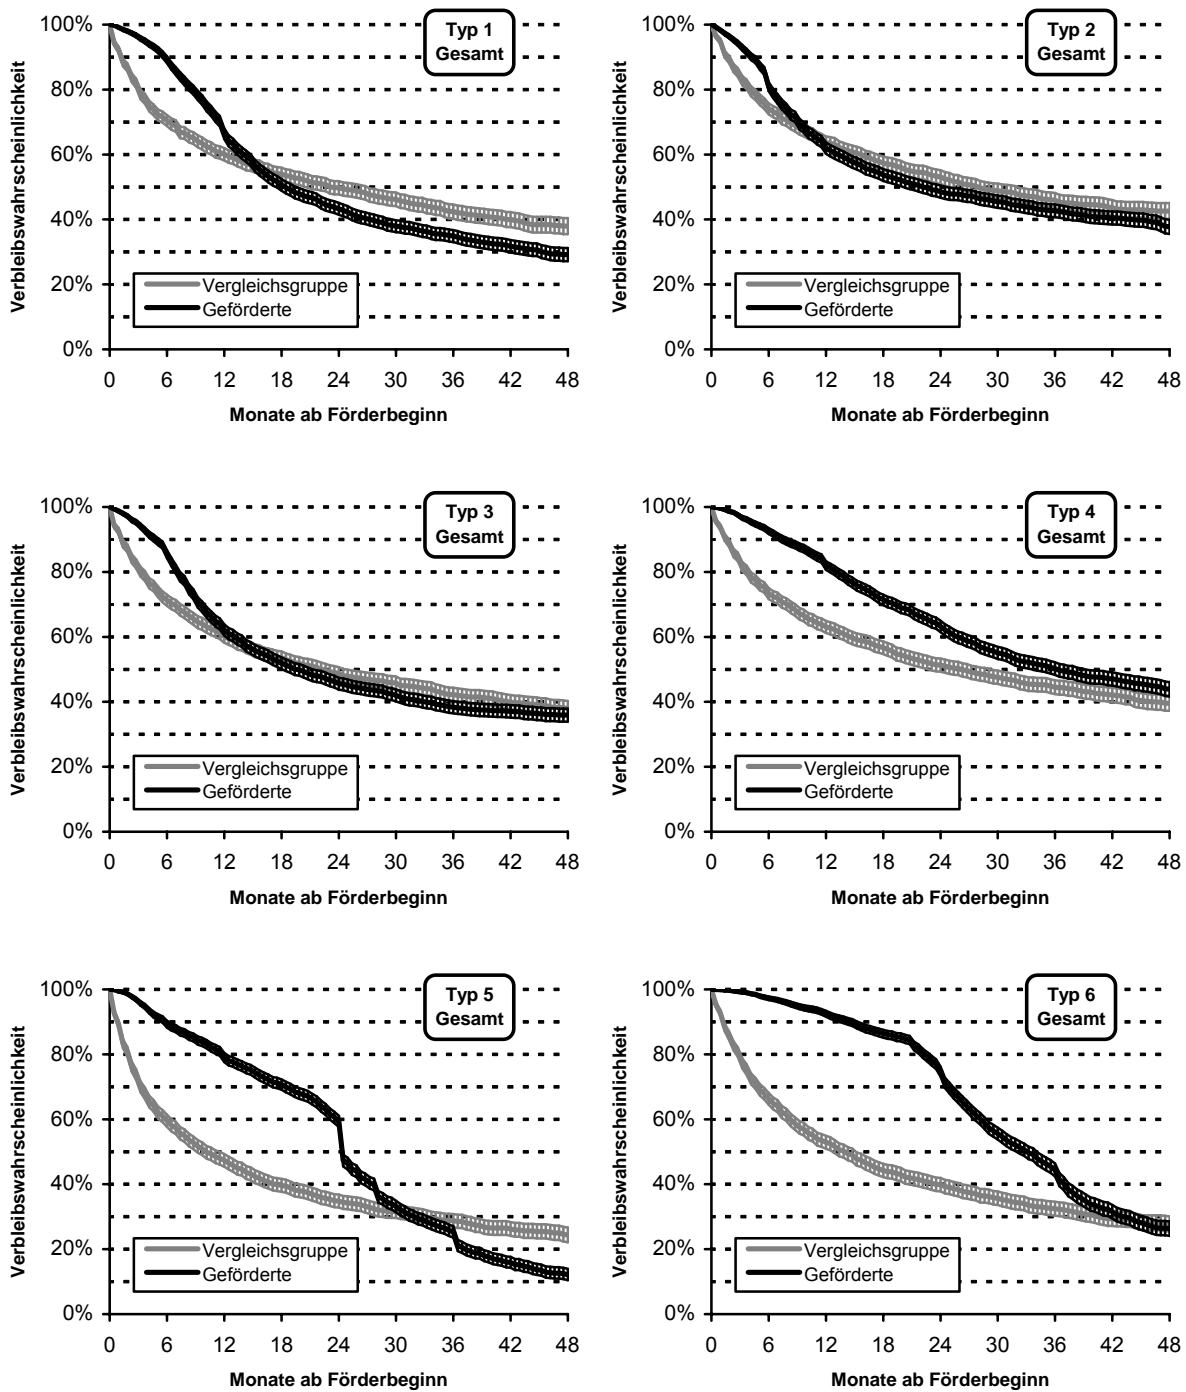 Typ 1
Gesamt
Verbleibswahrscheinlichkeit
100%
80%
60%
40%
20%
0%
Vergleichsgruppe
Geförderte
0 6 12 18 24 30 36 42 48
Monate ab Förderbeginn
Typ 2
Gesamt
Verbleibswahrscheinlichkeit
100%
80%
60%
40%
20%
0%
Vergleichsgruppe
Geförderte
0 6 12 18 24 30 36 42 48
Monate ab Förderbeginn
Typ 3
Gesamt
Verbleibswahrscheinlichkeit
100%
80%
60%
40%
20%
0%
Vergleichsgruppe
Geförderte
0 6 12 18 24 30 36 42 48
Monate ab Förderbeginn
Typ 4
Gesamt
Verbleibswahrscheinlichkeit
100%
80%
60%
40%
20%
0%
Vergleichsgruppe
Geförderte
0 6 12 18 24 30 36 42 48
Monate ab Förderbeginn
Typ 5
Gesamt
Verbleibswahrscheinlichkeit
100%
80%
60%
40%
20%
0%
Vergleichsgruppe
Geförderte
0 6 12 18 24 30 36 42 48
Monate ab Förderbeginn
Typ 6
Gesamt
Verbleibswahrscheinlichkeit
100%
80%
60%
40%
20%
0%
Vergleichsgruppe
Geförderte
0 6 12 18 24 30 36 42 48
Monate ab Förderbeginn